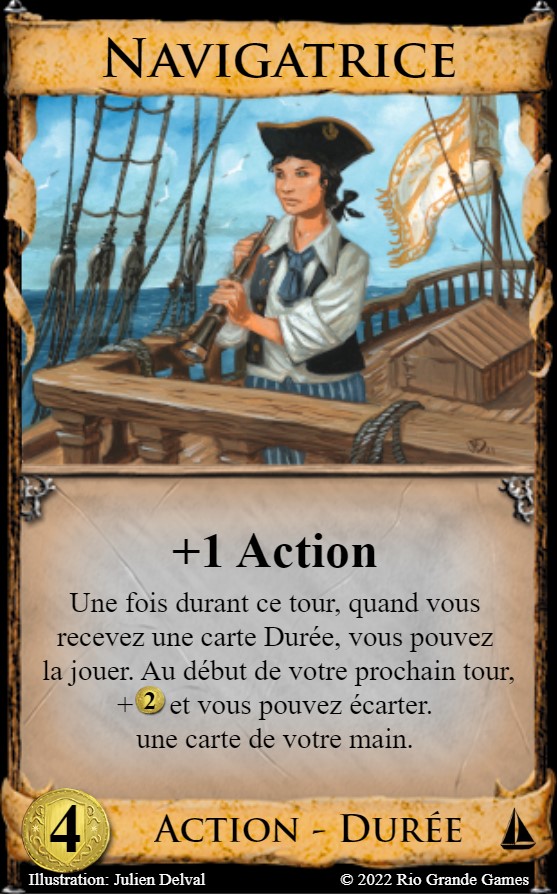 NAVIGATRICE
+1 Action
Une fois durant ce tour, quand vous
recevez une carte Durée, vous pouvez
la jouer. Au début de votre prochain tour,
+ 2 et vous pouvez écarter.
une carte de votre main.
4
ACTION - DURÉE
Illustration: Julien Delval
© 2022 Rio Grande Games